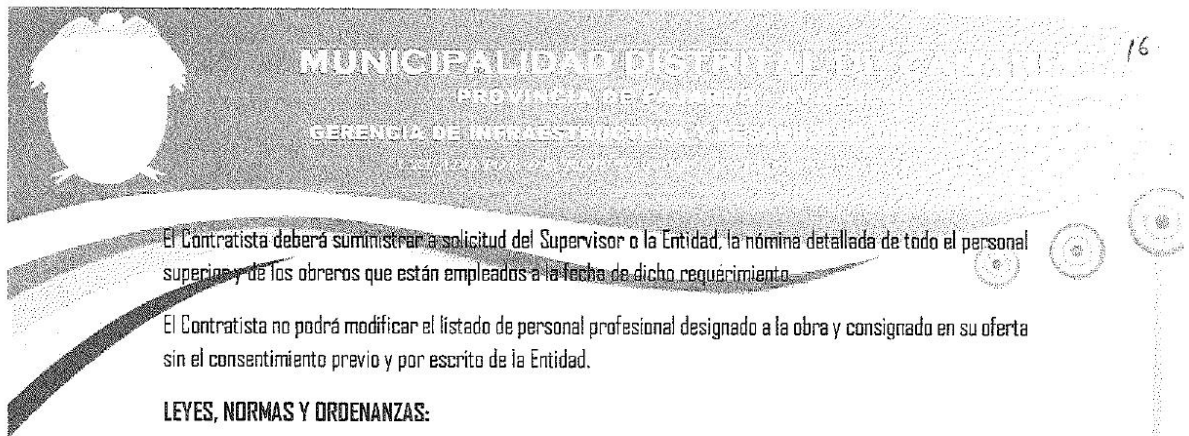 16
MUNICIPALIDAD DISTRITAL DE
PROVINCIA DE
GERENCIA DE INFRAESTRUCTURA Y
El Contratista deberá suministrar a solicitud del Supervisor o la Entidad, la nómina detallada de todo el personal
superior y de los obreros que están empleados a la fecha de dicho requerimiento
El Contratista no podrá modificar el listado de personal profesional designado a la obra y consignado en su oferta
sin el consentimiento previo y por escrito de la Entidad.
LEYES, NORMAS Y ORDENANZAS: